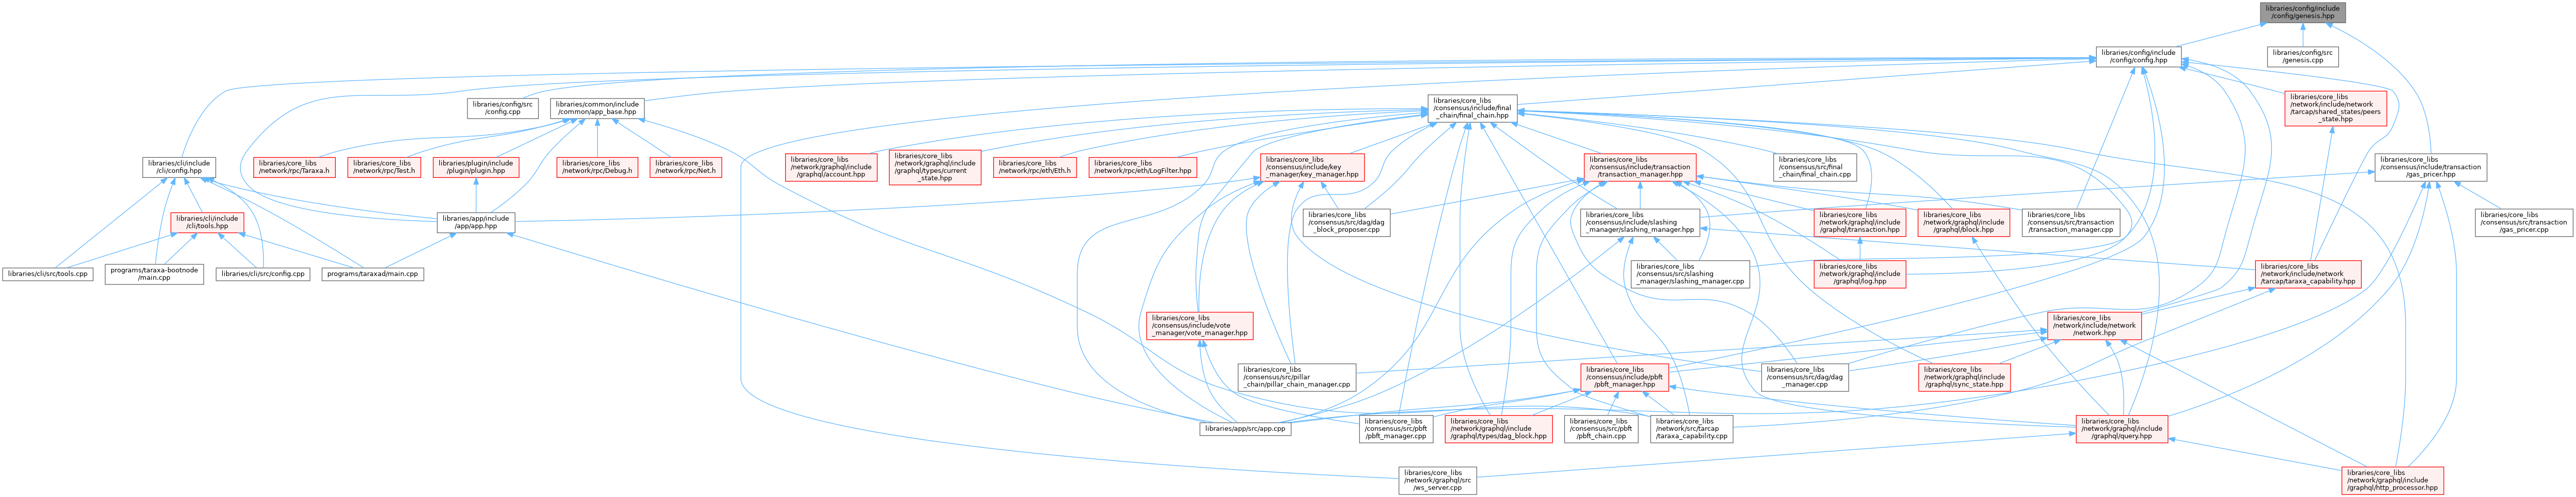 libraries/config/include
/config/genesis.hpp
libraries/config/include
/config/config.hpp
libraries/config/src
/genesis.cpp
libraries/config/src
/config.cpp
libraries/common/include
/common/app_base.hpp
libraries/core_libs
/consensus/include/final
_chain/final_chain.hpp
libraries/core_libs
/network/include/network
/tarcap/shared_states/peers
_state.hpp
libraries/cli/include
/cli/config.hpp
libraries/core_libs
/network/rpc/Taraxa.h
libraries/core_libs
/network/rpc/Test.h
libraries/plugin/include
/plugin/plugin.hpp
libraries/core_libs
/network/rpc/Debug.h
libraries/core_libs
/network/rpc/Net.h
libraries/core_libs
/network/graphql/include
/graphql/account.hpp
libraries/core_libs
/network/graphql/include
/graphql/types/current
_state.hpp
libraries/core_libs
/network/rpc/eth/Eth.h
libraries/core_libs
/network/rpc/eth/LogFilter.hpp
libraries/core_libs
/consensus/include/key
_manager/key_manager.hpp
libraries/core_libs
/consensus/include/transaction
/transaction_manager.hpp
libraries/core_libs
/consensus/src/final
_chain/final_chain.cpp
libraries/core_libs
/consensus/include/transaction
/gas_pricer.hpp
libraries/cli/include
/cli/tools.hpp
libraries/app/include
/app/app.hpp
libraries/core_libs
/consensus/src/dag/dag
_block_proposer.cpp
libraries/core_libs
/consensus/include/slashing
_manager/slashing_manager.hpp
libraries/core_libs
/network/graphql/include
/graphql/transaction.hpp
libraries/core_libs
/network/graphql/include
/graphql/block.hpp
libraries/core_libs
/consensus/src/transaction
/transaction_manager.cpp
libraries/core_libs
/consensus/src/transaction
/gas_pricer.cpp
libraries/cli/src/tools.cpp
programs/taraxa-bootnode
/main.cpp
libraries/cli/src/config.cpp
programs/taraxad/main.cpp
libraries/core_libs
/consensus/src/slashing
_manager/slashing_manager.cpp
libraries/core_libs
/network/graphql/include
/graphql/log.hpp
libraries/core_libs
/network/include/network
/tarcap/taraxa_capability.hpp
libraries/core_libs
/consensus/include/vote
_manager/vote_manager.hpp
libraries/core_libs
/network/include/network
/network.hpp
libraries/core_libs
/consensus/src/pillar
_chain/pillar_chain_manager.cpp
libraries/core_libs
/consensus/include/pbft
/pbft_manager.hpp
libraries/core_libs
/consensus/src/dag/dag
_manager.cpp
libraries/core_libs
/network/graphql/include
/graphql/sync_state.hpp
libraries/app/src/app.cpp
libraries/core_libs
/consensus/src/pbft
/pbft_manager.cpp
libraries/core_libs
/network/graphql/include
/graphql/types/dag_block.hpp
libraries/core_libs
/consensus/src/pbft
/pbft_chain.cpp
libraries/core_libs
/network/src/tarcap
/taraxa_capability.cpp
libraries/core_libs
/network/graphql/include
/graphql/query.hpp
libraries/core_libs
/network/graphql/src
/ws_server.cpp
libraries/core_libs
/network/graphql/include
/graphql/http_processor.hpp